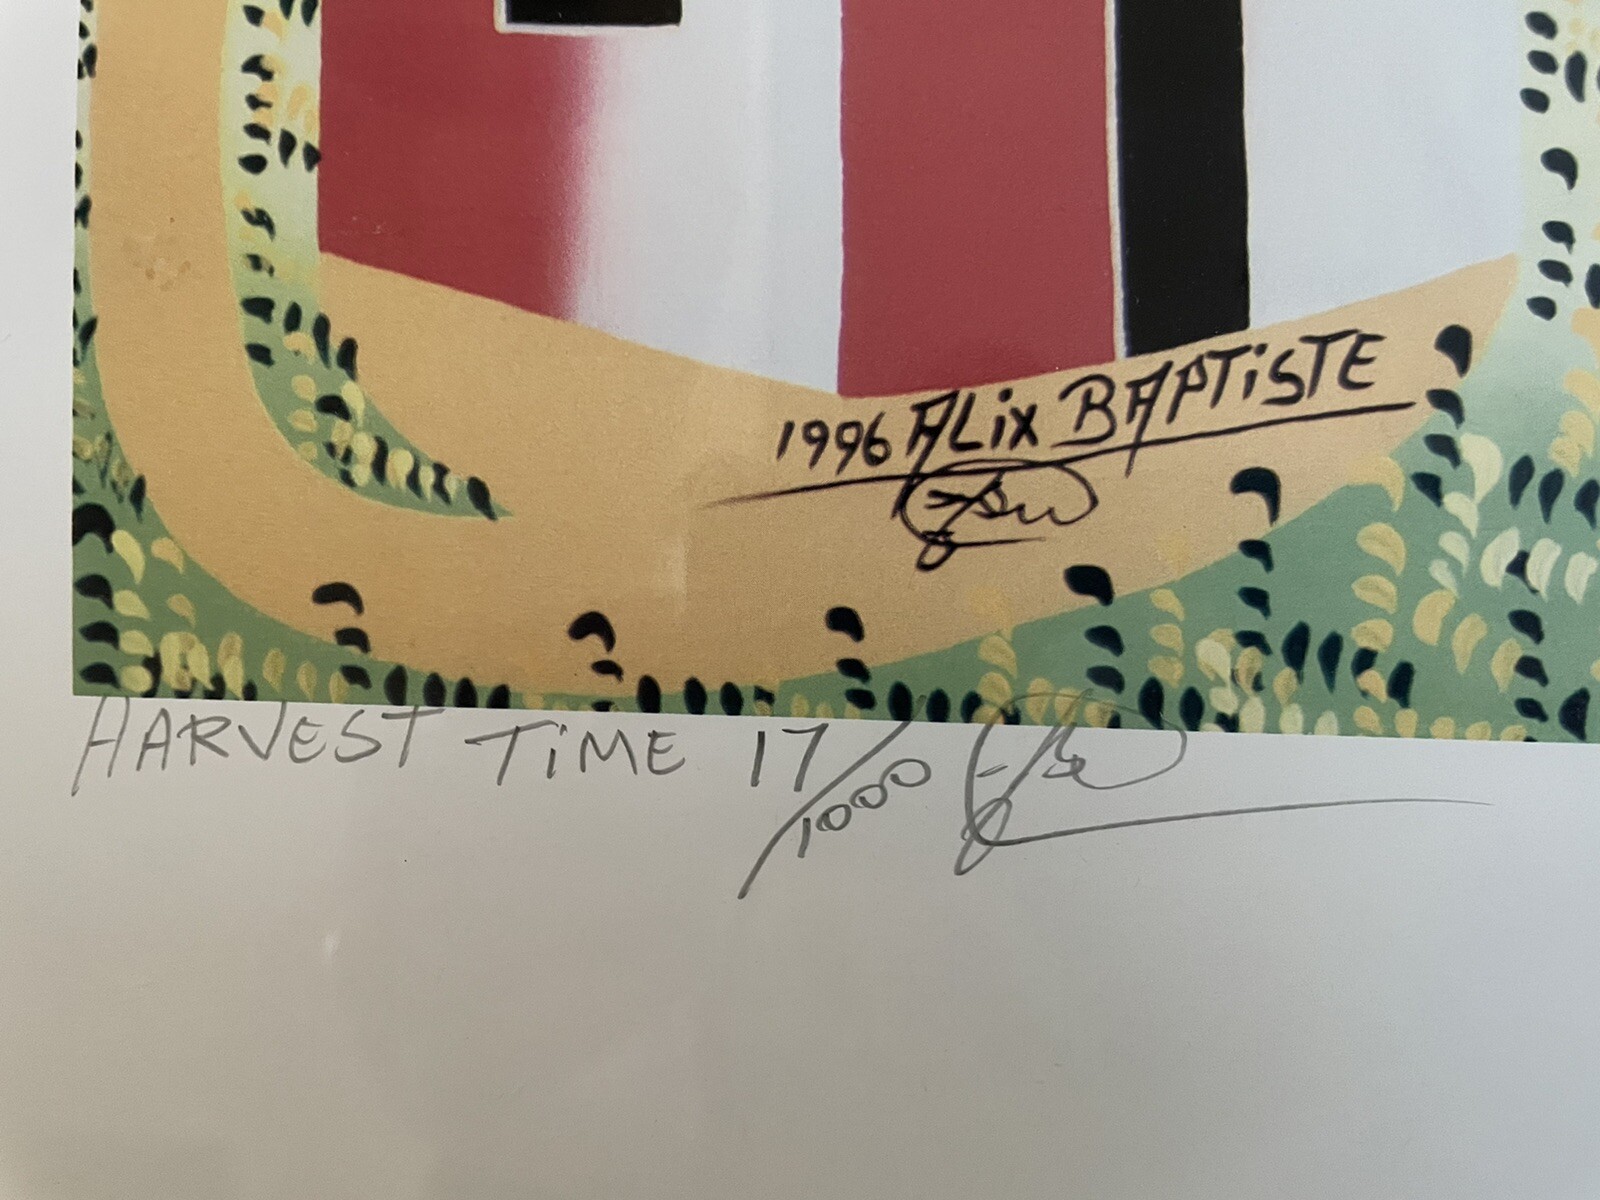 1996 ALix BAPTiSTE
HARVEST TiME 17/1000